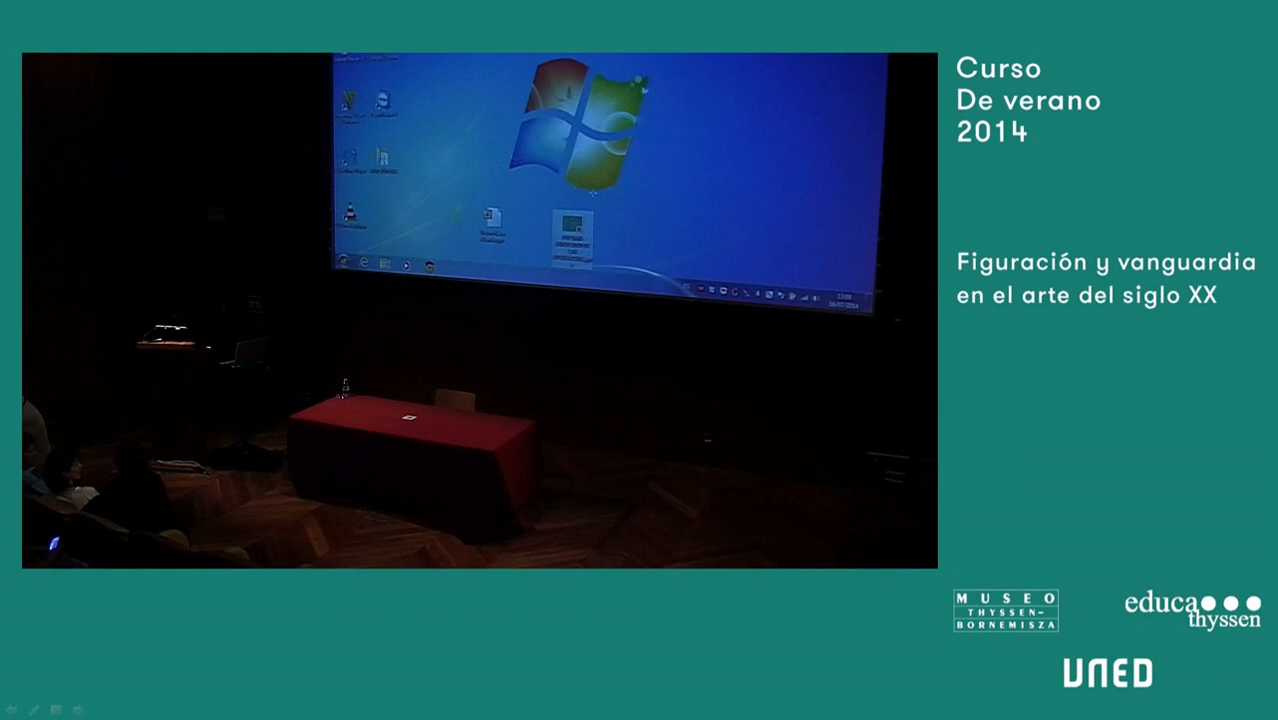 Curso
De verano
2014
Figuración y vanguardia
en el arte del siglo XX
MUSEO
THYSSEN-
BORNEMISZA
educa
thyssen
UNED